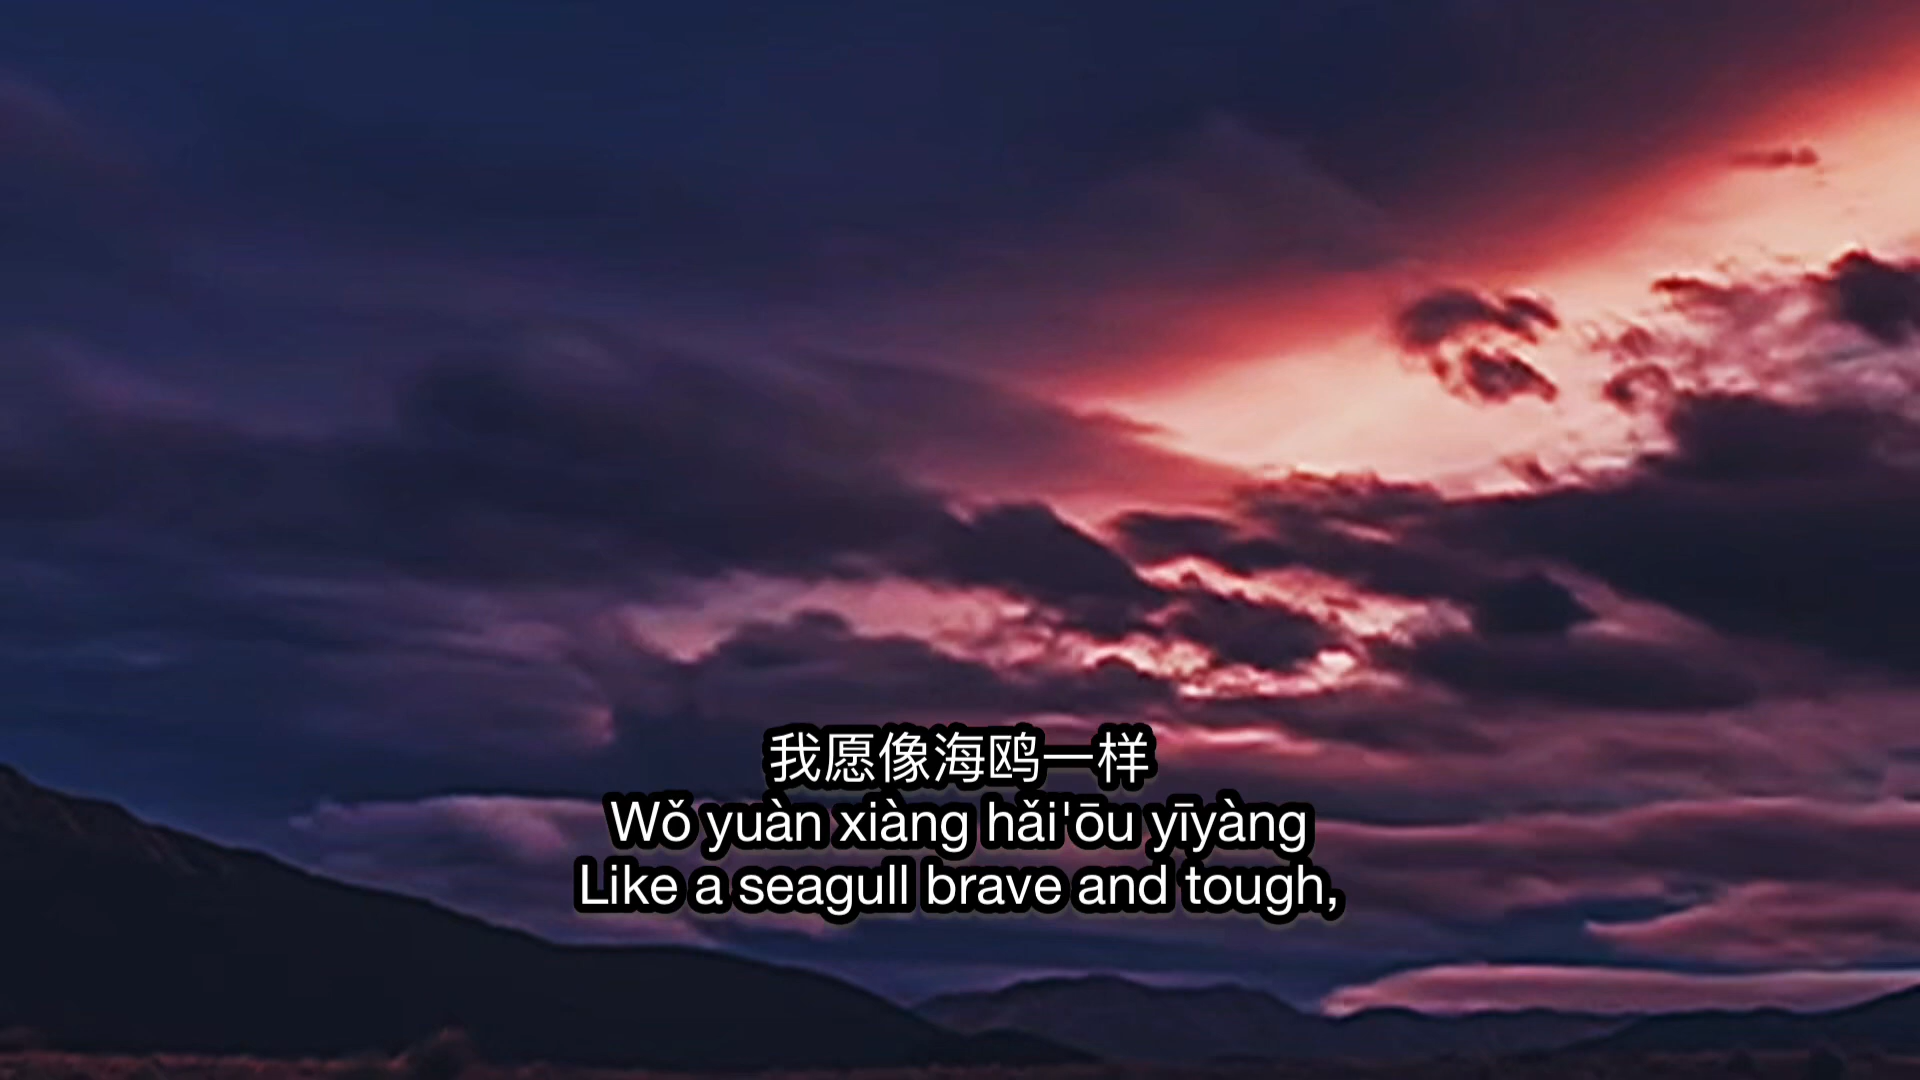 我愿像海鸥一样
Wǒ yuàn xiàng hǎi'ōu yīyàng
Like a seagull brave and tough,